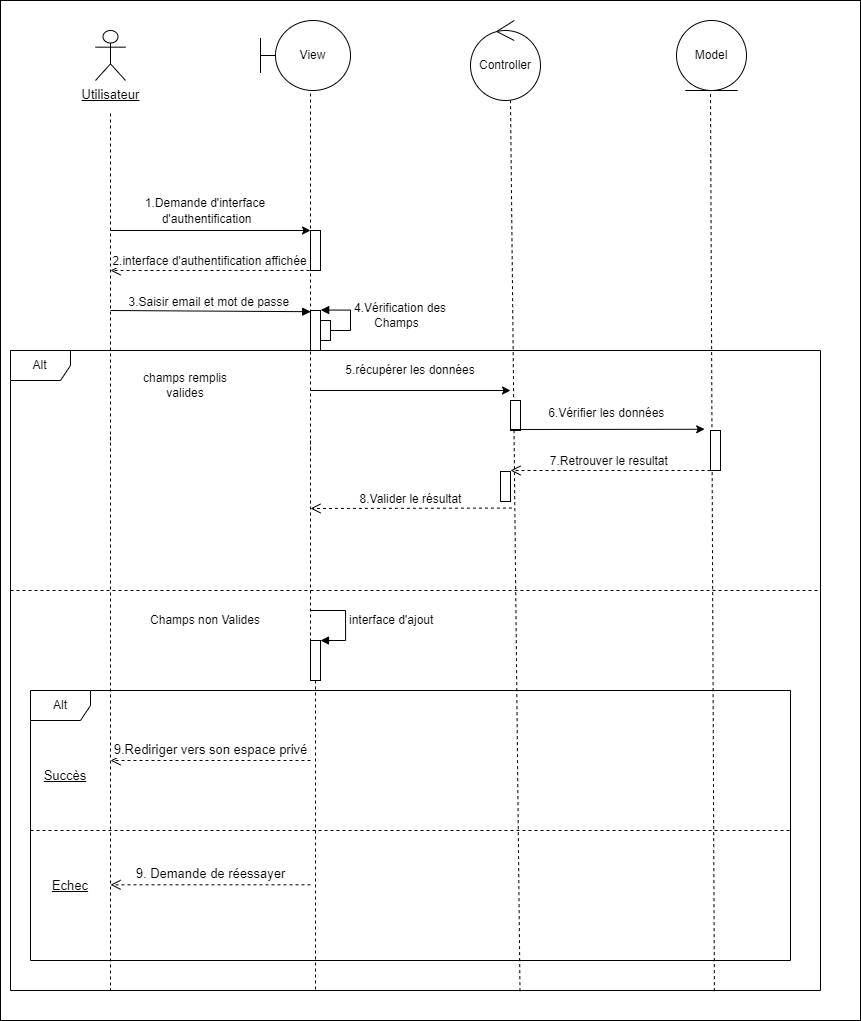 Utilisateur
View
Controller
Model
1.Demande d'interface
d'authentification
2.interface d'authentification affichée
3.Saisir email et mot de passe
4.Vérification des
Champs
Alt
champs remplis
valides
5.récupérer les données
6.Vérifier les données
7.Retrouver le resultat
8.Valider le résultat
Champs non Valides
interface d'ajout
Alt
9.Rediriger vers son espace privé
Succès
9. Demande de réessayer
Echec